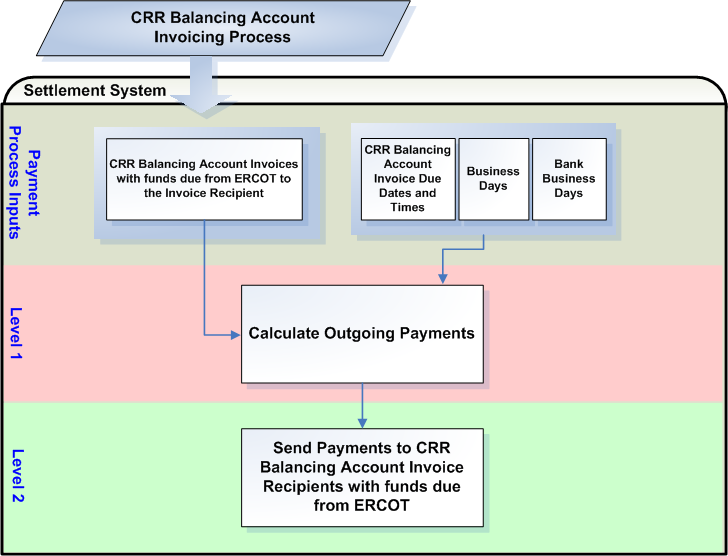 CRR Balancing Account
Invoicing Process
Settlement System
Payment
Process Inputs
CRR Balancing Account Invoices
with funds due from ERCOT to
the Invoice Recipient
CRR Balancing
Account
Invoice Due
Dates and
Times
Business
Days
Bank
Business
Days
Level 1
Calculate Outgoing Payments
Level 2
Send Payments to CRR
Balancing Account Invoice
Recipients with funds due
from ERCOT